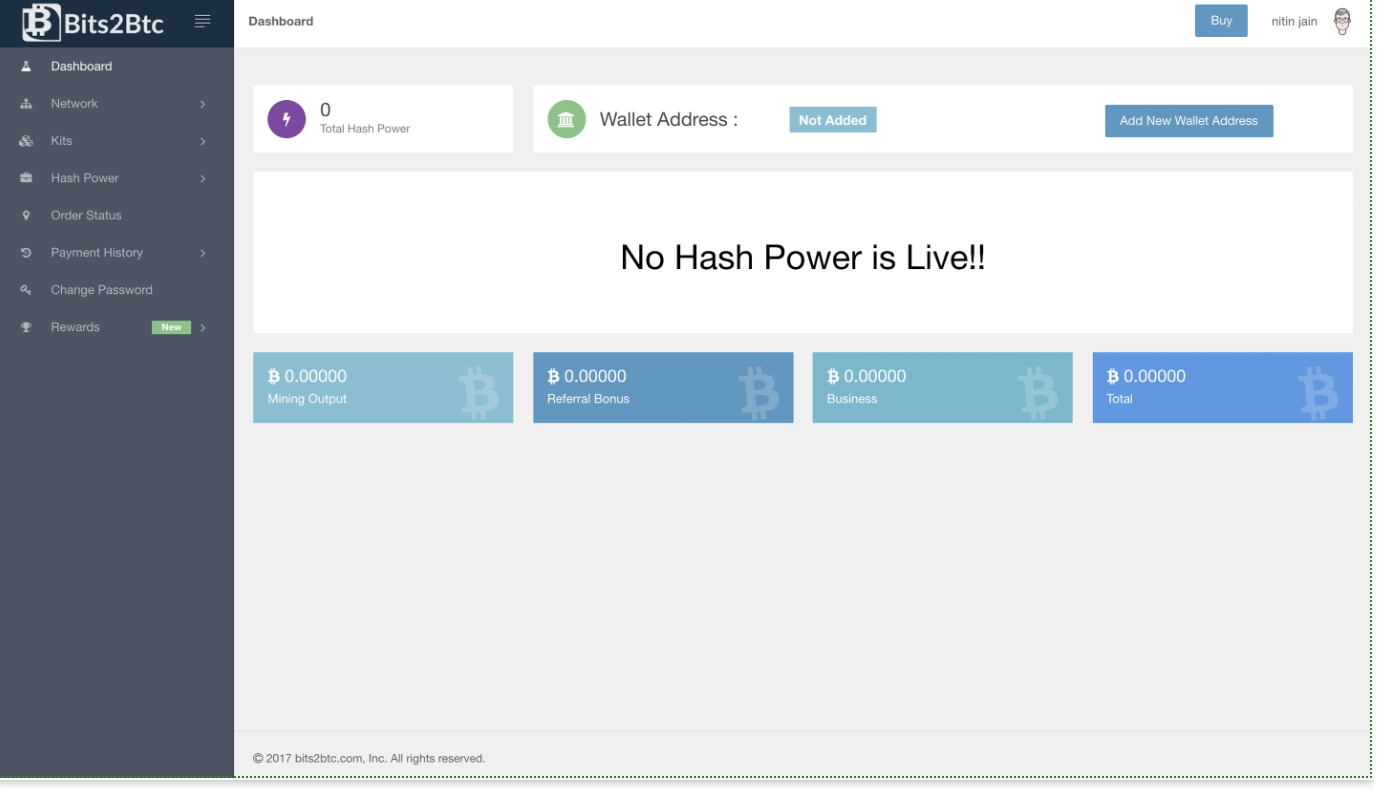 Bits2Btc
Dashboard
Buy
nitin jain
Dashboard
Network
Kits
Hash Power
Order Status
Payment History
Change Password
Rewards New
0
Total Hash Power
Wallet Address :
Not Added
Add New Wallet Address
No Hash Power is Live!!
₿ 0.00000
Mining Output
₿ 0.00000
Referral Bonus
₿ 0.00000
Business
₿ 0.00000
Total
© 2017 bits2btc.com, Inc. All rights reserved.